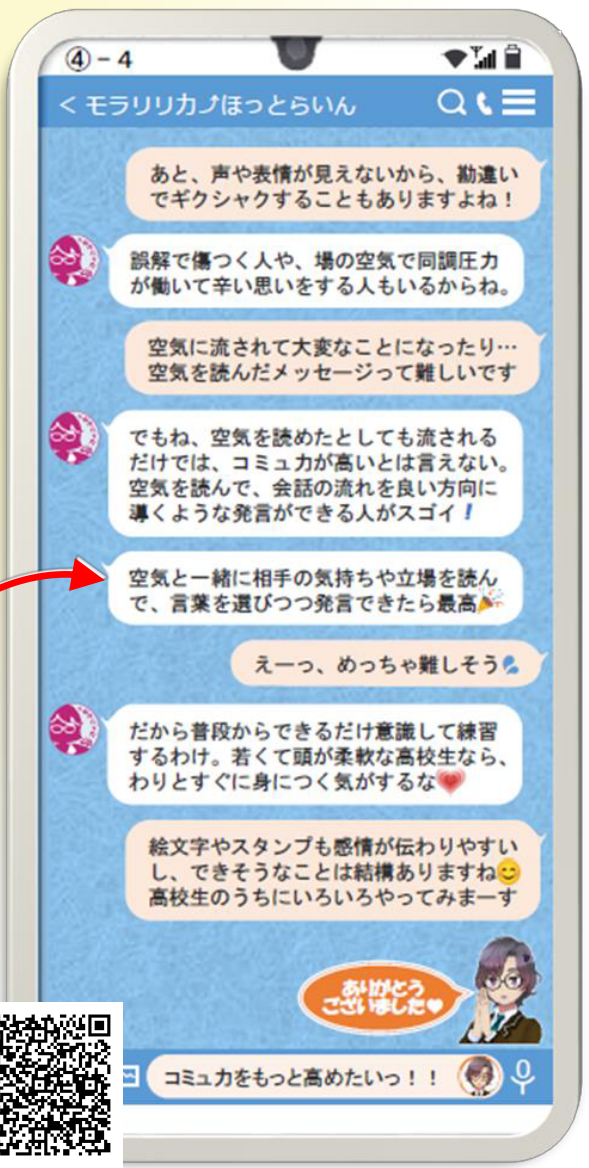 ④-4
< モラリリカ⤴ほっとらいん
あと、声や表情が見えないから、勘違い
でギクシャクすることもありますよね！
誤解で傷つく人や、場の空気で同調圧力
が働いて辛い思いをする人もいるからね。
空気に流されて大変なことになったり…
空気を読んだメッセージって難しいです
でもね、空気を読めたとしても流される
だけでは、コミュ力が高いとは言えない。
空気を読んで、会話の流れを良い方向に
導くような発言ができる人がスゴイ！
空気と一緒に相手の気持ちや立場を読ん
で、言葉を選びつつ発言できたら最高🎉
えーっ、めっちゃ難しそう💦
だから普段からできるだけ意識して練習
するわけ。若くて頭が柔軟な高校生なら、
わりとすぐに身につく気がするな❤
絵文字やスタンプも感情が伝わりやすい
し、できそうなことは結構ありますね😊
高校生のうちにいろいろやってみまーす
ありがとう
ございました♥
コミュ力をもっと高めたいっ！！